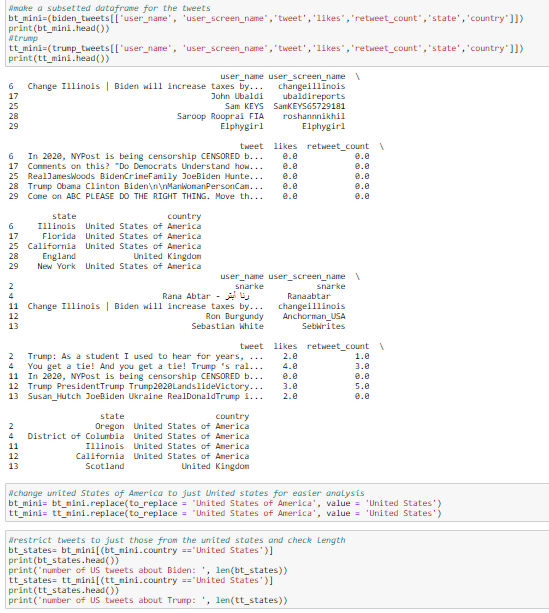 #make a subsetted dataframe for the tweets
bt_mini=(biden_tweets[['user_name', 'user_screen_name','tweet','likes','retweet_count','state','country']])
print(bt_mini.head())
#trump
tt_mini=(trump_tweets[['user_name', 'user_screen_name','tweet','likes','retweet_count','state','country']])
print(tt_mini.head())
user_name user_screen_name \
6 Change Illinois | Biden will increase taxes by... changeillinois
17 John Ubaldi ubaldireports
25 Sam KEYS SamKEYS65729181
28 Saroop Rooprai FIA roshannnikhil
29 Elphygirl Elphygirl
tweet likes retweet_count \
6 In 2020, NYPost is being censorship CENSORED b... 0.0 0.0
17 Comments on this? "Do Democrats Understand how... 0.0 0.0
25 RealJamesWoods BidenCrimeFamily JoeBiden Hunte... 0.0 0.0
28 Trump Obama Clinton Biden\n\nManWomanPersonCam... 0.0 0.0
29 Come on ABC PLEASE DO THE RIGHT THING. Move th... 0.0 0.0
state country
6 Illinois United States of America
17 Florida United States of America
25 California United States of America
28 England United Kingdom
29 New York United States of America
user_name user_screen_name \
2 snarke snarke
4 Rana Abtar - رنا أبتر Ranaabtar
11 Change Illinois | Biden will increase taxes by... changeillinois
12 Ron Burgundy Anchorman_USA
13 Sebastian White SebWrites
tweet likes retweet_count \
2 Trump: As a student I used to hear for years, ... 2.0 1.0
4 You get a tie! And you get a tie! Trump 's ral... 4.0 3.0
11 In 2020, NYPost is being censorship CENSORED b... 0.0 0.0
12 Trump PresidentTrump Trump2020LandslideVictory... 3.0 5.0
13 Susan_Hutch JoeBiden Ukraine RealDonaldTrump i... 2.0 0.0
state country
2 Oregon United States of America
4 District of Columbia United States of America
11 Illinois United States of America
12 California United States of America
13 Scotland United Kingdom
#change united States of America to just United states for easier analysis
bt_mini= bt_mini.replace(to_replace = 'United States of America', value = 'United States')
tt_mini= tt_mini.replace(to_replace = 'United States of America', value = 'United States')
#restrict tweets to just those from the united states and check length
bt_states= bt_mini[(bt_mini.country =='United States')]
print(bt_states.head())
print('number of US tweets about Biden: ', len(bt_states))
tt_states= tt_mini[(tt_mini.country =='United States')]
print(tt_states.head())
print('number of US tweets about Trump: ', len(tt_states))